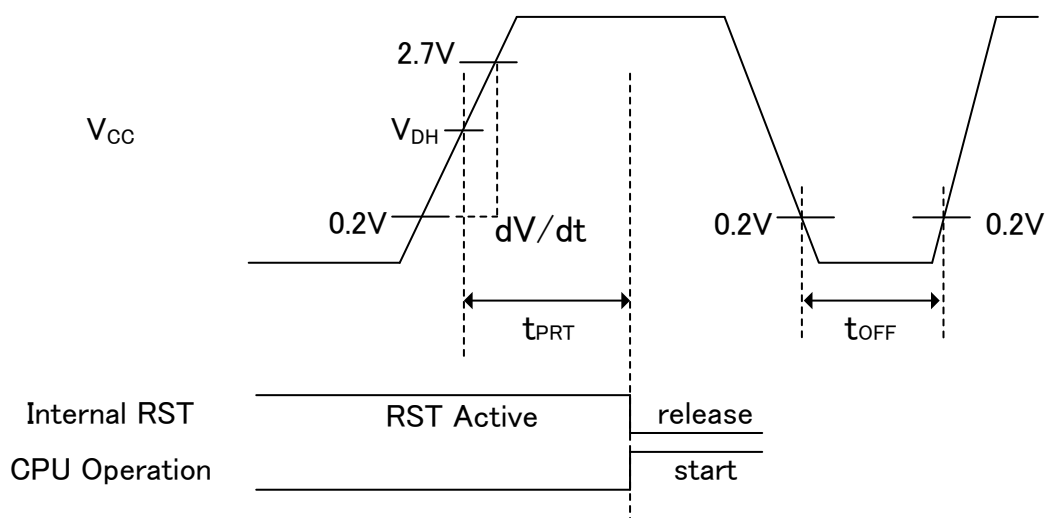 2.7V
VCC
VDH
0.2V
dV/dt
0.2V
0.2V
tPRT
tOFF
Internal RST
RST Active
release
CPU Operation
start